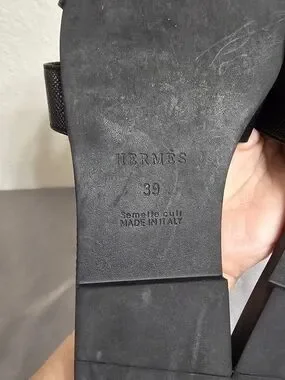 HERMÈS
39
Semelle cuir
MADE IN ITALY